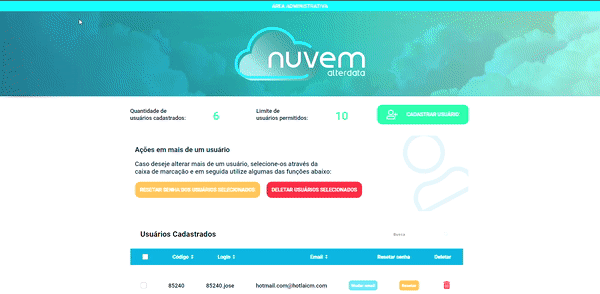 ÁREA ADMINISTRATIVA
nuvem
alterdata
Quantidade de
usuários cadastrados:
6
Limite de
usuários permitidos:
10
CADASTRAR USUÁRIO
Ações em mais de um usuário
Caso deseje alterar mais de um usuário, selecione-os através da
caixa de marcação e em seguida utilize algumas das funções abaixo:
RESETAR SENHA DOS USUÁRIOS SELECIONADOS
DELETAR USUÁRIOS SELECIONADOS
Usuários Cadastrados
Busca
Código Login Email Resetar senha Deletar
85240 85240.jose hotmail.com@hotlaicm.com